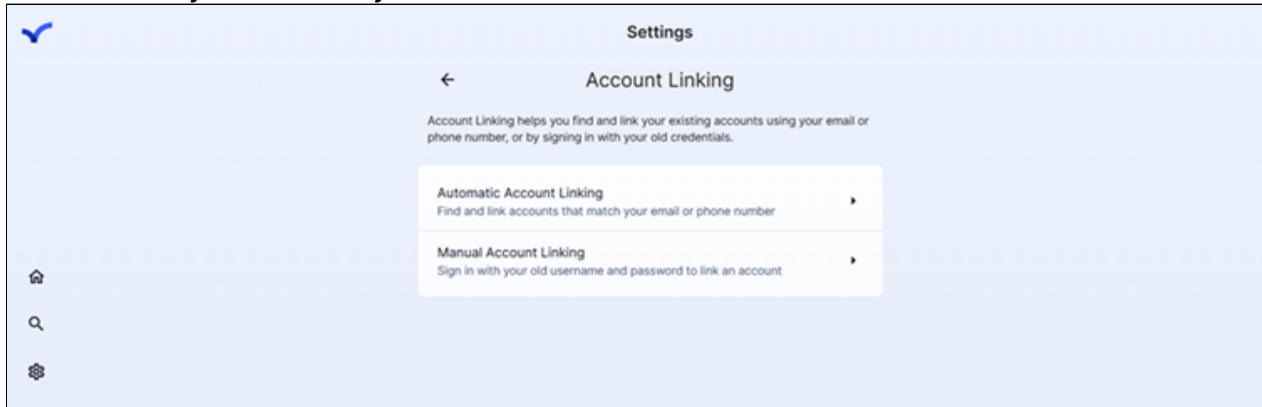 Settings
Account Linking
Account Linking helps you find and link your existing accounts using your email or
phone number, or by signing in with your old credentials.
Automatic Account Linking
Find and link accounts that match your email or phone number
Manual Account Linking
Sign in with your old username and password to link an account